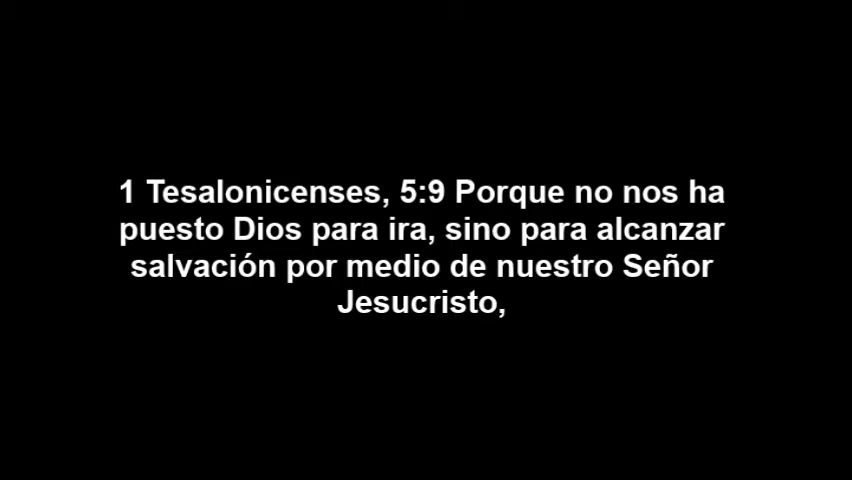 1 Tesalonicenses, 5:9 Porque no nos ha
puesto Dios para ira, sino para alcanzar
salvación por medio de nuestro Señor
Jesucristo,